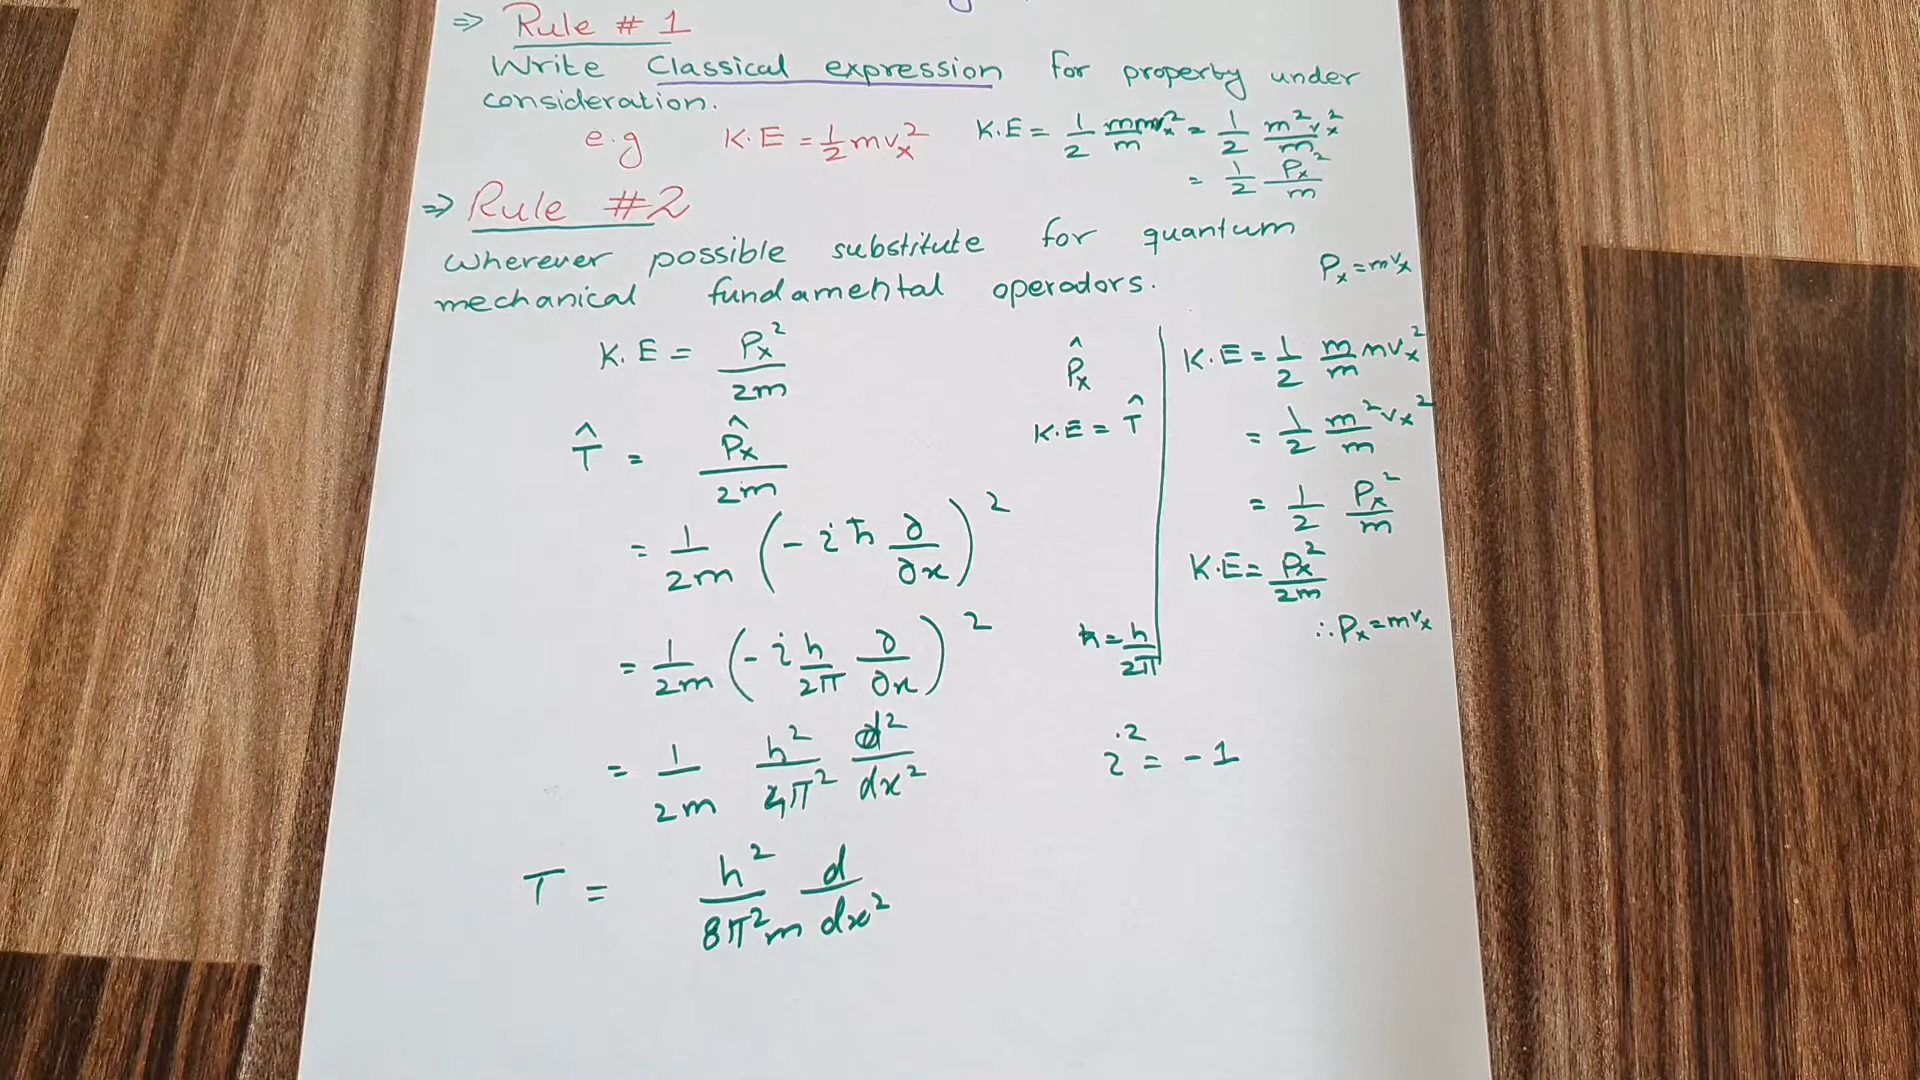 ⇒ Rule # 1
Write Classical expression for property under
consideration.
e.g K.E = 1/2 mvx² K.E = 1/2 mmvx²/m = 1/2 m²vx²/m
= 1/2 Px²/m
⇒ Rule #2
wherever possible substitute for quantum
mechanical fundamental operadors.
Px = mvx
K.E = Px²/2m
P̂x
T̂ = P̂x/2m
K.E = T̂
= 1/2m (-iħ ∂/∂x)²
= 1/2m (-i h/2π ∂/∂x)²
ħ = h/2π
= 1/2m h²/4π² d²/dx²
i² = -1
T = h²/8π²m d/dx²
K.E = 1/2 m/m mvx²
= 1/2 m²vx²/m
= 1/2 Px²/m
K.E = Px²/2m
∴ Px = mvx